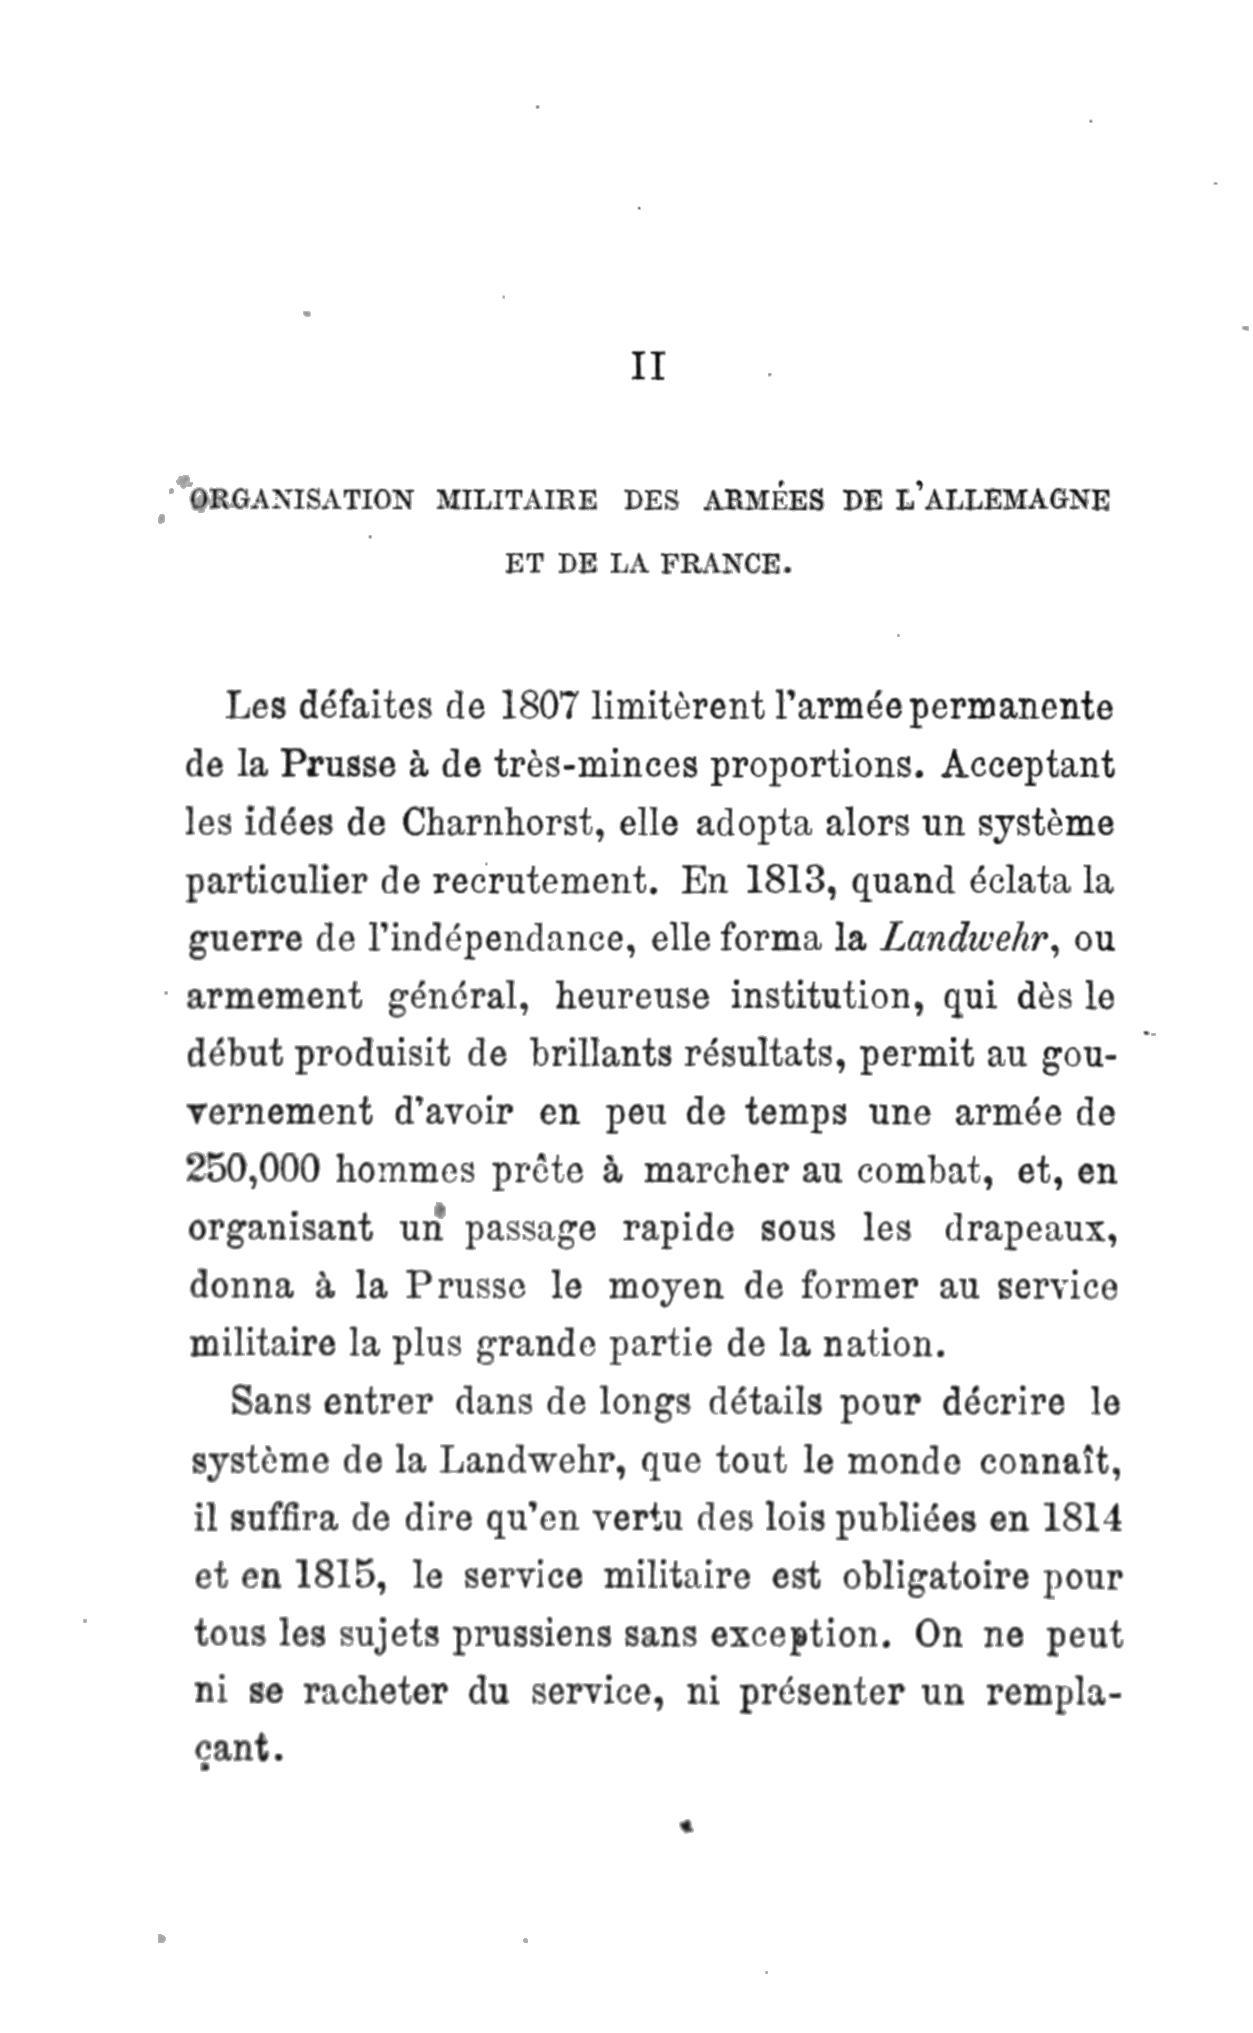 II
ORGANISATION MILITAIRE DES ARMÉES DE L'ALLEMAGNE
ET DE LA FRANCE.
Les défaites de 1807 limitèrent l'armée permanente
de la Prusse à de très-minces proportions. Acceptant
les idées de Charnhorst, elle adopta alors un système
particulier de recrutement. En 1813, quand éclata la
guerre de l'indépendance, elle forma la Landwehr, ou
armement général, heureuse institution, qui dès le
début produisit de brillants résultats, permit au gou-
vernement d'avoir en peu de temps une armée de
250,000 hommes prête à marcher au combat, et, en
organisant un passage rapide sous les drapeaux,
donna à la Prusse le moyen de former au service
militaire la plus grande partie de la nation.
Sans entrer dans de longs détails pour décrire le
système de la Landwehr, que tout le monde connaît,
il suffira de dire qu'en vertu des lois publiées en 1814
et en 1815, le service militaire est obligatoire pour
tous les sujets prussiens sans exception. On ne peut
ni se racheter du service, ni présenter un rempla-
çant.